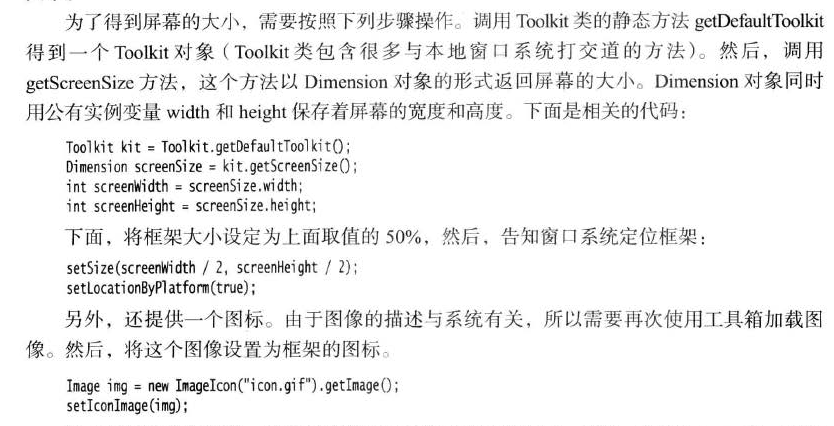 为了得到屏幕的大小，需要按照下列步骤操作。调用 Toolkit 类的静态方法 getDefaultToolkit
得到一个 Toolkit 对象（Toolkit 类包含很多与本地窗口系统打交道的方法）。然后，调用
getScreenSize 方法，这个方法以 Dimension 对象的形式返回屏幕的大小。Dimension 对象同时
用公有实例变量 width 和 height 保存着屏幕的宽度和高度。下面是相关的代码：
Toolkit kit = Toolkit.getDefaultToolkit();
Dimension screenSize = kit.getScreenSize();
int screenWidth = screenSize.width;
int screenHeight = screenSize.height;
下面，将框架大小设定为上面取值的 50%，然后，告知窗口系统定位框架：
setSize(screenWidth / 2, screenHeight / 2);
setLocationByPlatform(true);
另外，还提供一个图标。由于图像的描述与系统有关，所以需要再次使用工具箱加载图
像。然后，将这个图像设置为框架的图标。
Image img = new ImageIcon("icon.gif").getImage();
setIconImage(img);